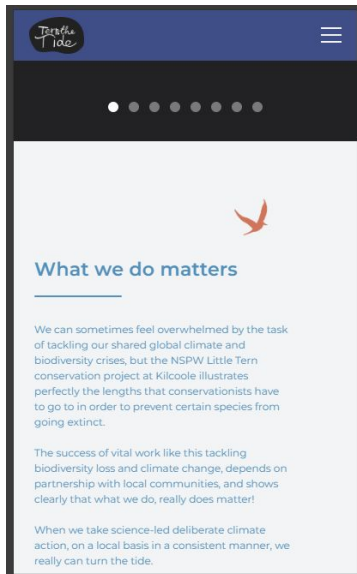 Tern the
Tide
What we do matters
We can sometimes feel overwhelmed by the task
of tackling our shared global climate and
biodiversity crises, but the NSPW Little Tern
conservation project at Kilcoole illustrates
perfectly the lengths that conservationists have
to go to in order to prevent certain species from
going extinct.
The success of vital work like this tackling
biodiversity loss and climate change, depends on
partnership with local communities, and shows
clearly that what we do, really does matter!
When we take science-led deliberate climate
action, on a local basis in a consistent manner, we
really can turn the tide.